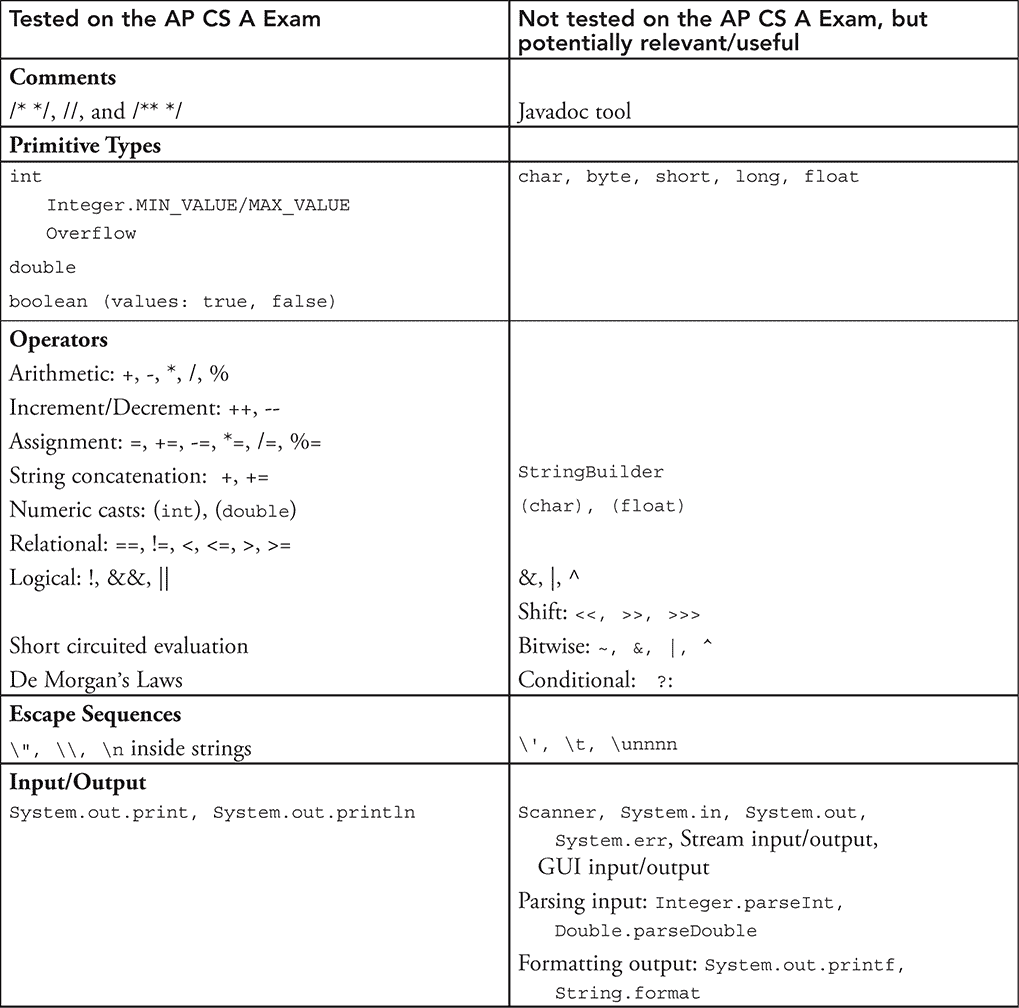 Tested on the AP CS A Exam
Not tested on the AP CS A Exam, but
potentially relevant/useful
Comments
/* */, //, and /** */
Javadoc tool
Primitive Types
int
Integer.MIN_VALUE/MAX_VALUE
Overflow
double
boolean (values: true, false)
char, byte, short, long, float
Operators
Arithmetic: +, -, *, /, %
Increment/Decrement: ++, --
Assignment: =, +=, -=, *=, /=, %=
String concatenation: +, +=
StringBuilder
Numeric casts: (int), (double)
(char), (float)
Relational: ==, !=, <, <=, >, >=
Logical: !, &&, ||
&, |, ^
Shift: <<, >>, >>>
Short circuited evaluation
Bitwise: ~, &, |, ^
De Morgan's Laws
Conditional: ?:
Escape Sequences
\", \\, \n inside strings
\', \t, \unnnn
Input/Output
System.out.print, System.out.println
Scanner, System.in, System.out,
System.err, Stream input/output,
GUI input/output
Parsing input: Integer.parseInt,
Double.parseDouble
Formatting output: System.out.printf,
String.format